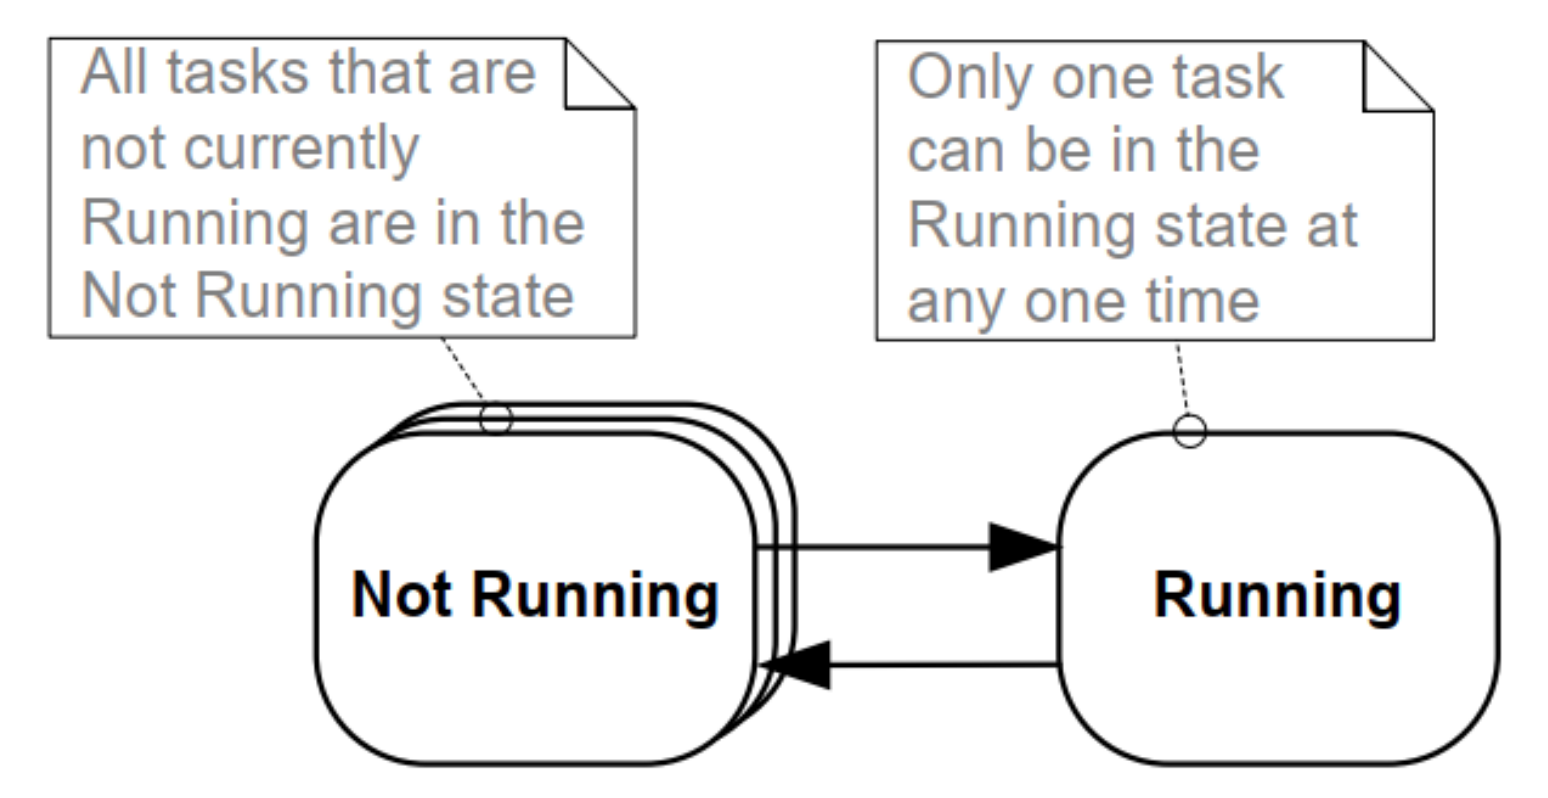 All tasks that are
not currently
Running are in the
Not Running state
Only one task
can be in the
Running state at
any one time
Not Running
Running